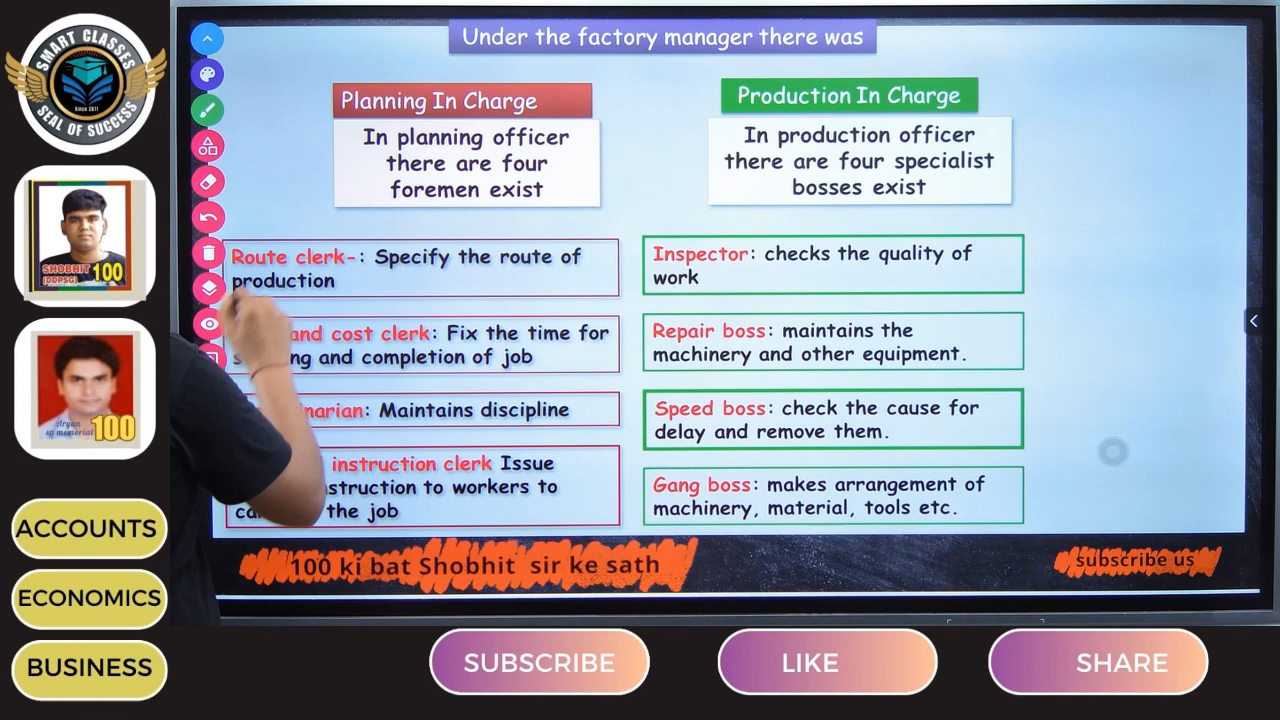 SMART CLASSES
Since 2011
SEAL OF SUCCESS
SHOBHIT 100
(DDPSG)
Aryan
sg memorial 100
ACCOUNTS
ECONOMICS
BUSINESS
Under the factory manager there was
Planning In Charge
In planning officer
there are four
foremen exist
Route clerk-: Specify the route of
production
and cost clerk: Fix the time for
and completion of job
Maintains discipline
instruction clerk Issue
to workers to
the job
Production In Charge
In production officer
there are four specialist
bosses exist
Inspector: checks the quality of
work
Repair boss: maintains the
machinery and other equipment.
Speed boss: check the cause for
delay and remove them.
Gang boss: makes arrangement of
machinery, material, tools etc.
100 ki bat Shobhit sir ke sath
subscribe us
SUBSCRIBE
LIKE
SHARE